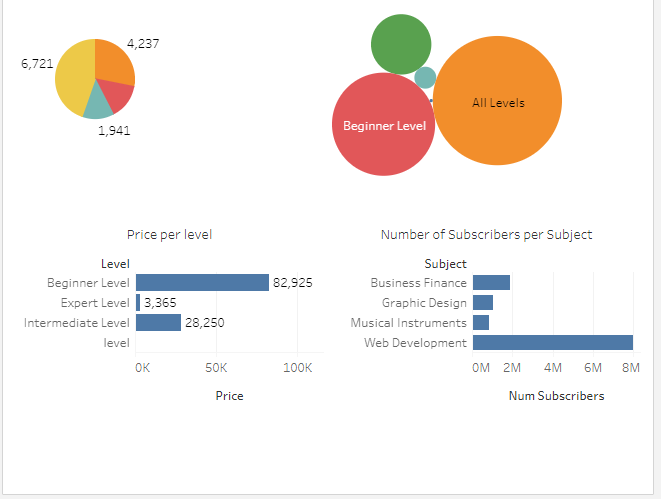 4,237
6,721
1,941
All Levels
Beginner Level
Price per level
Level
Beginner Level 82,925
Expert Level 3,365
Intermediate Level 28,250
level
0K 50K 100K
Price
Number of Subscribers per Subject
Subject
Business Finance
Graphic Design
Musical Instruments
Web Development
0M 2M 4M 6M 8M
Num Subscribers